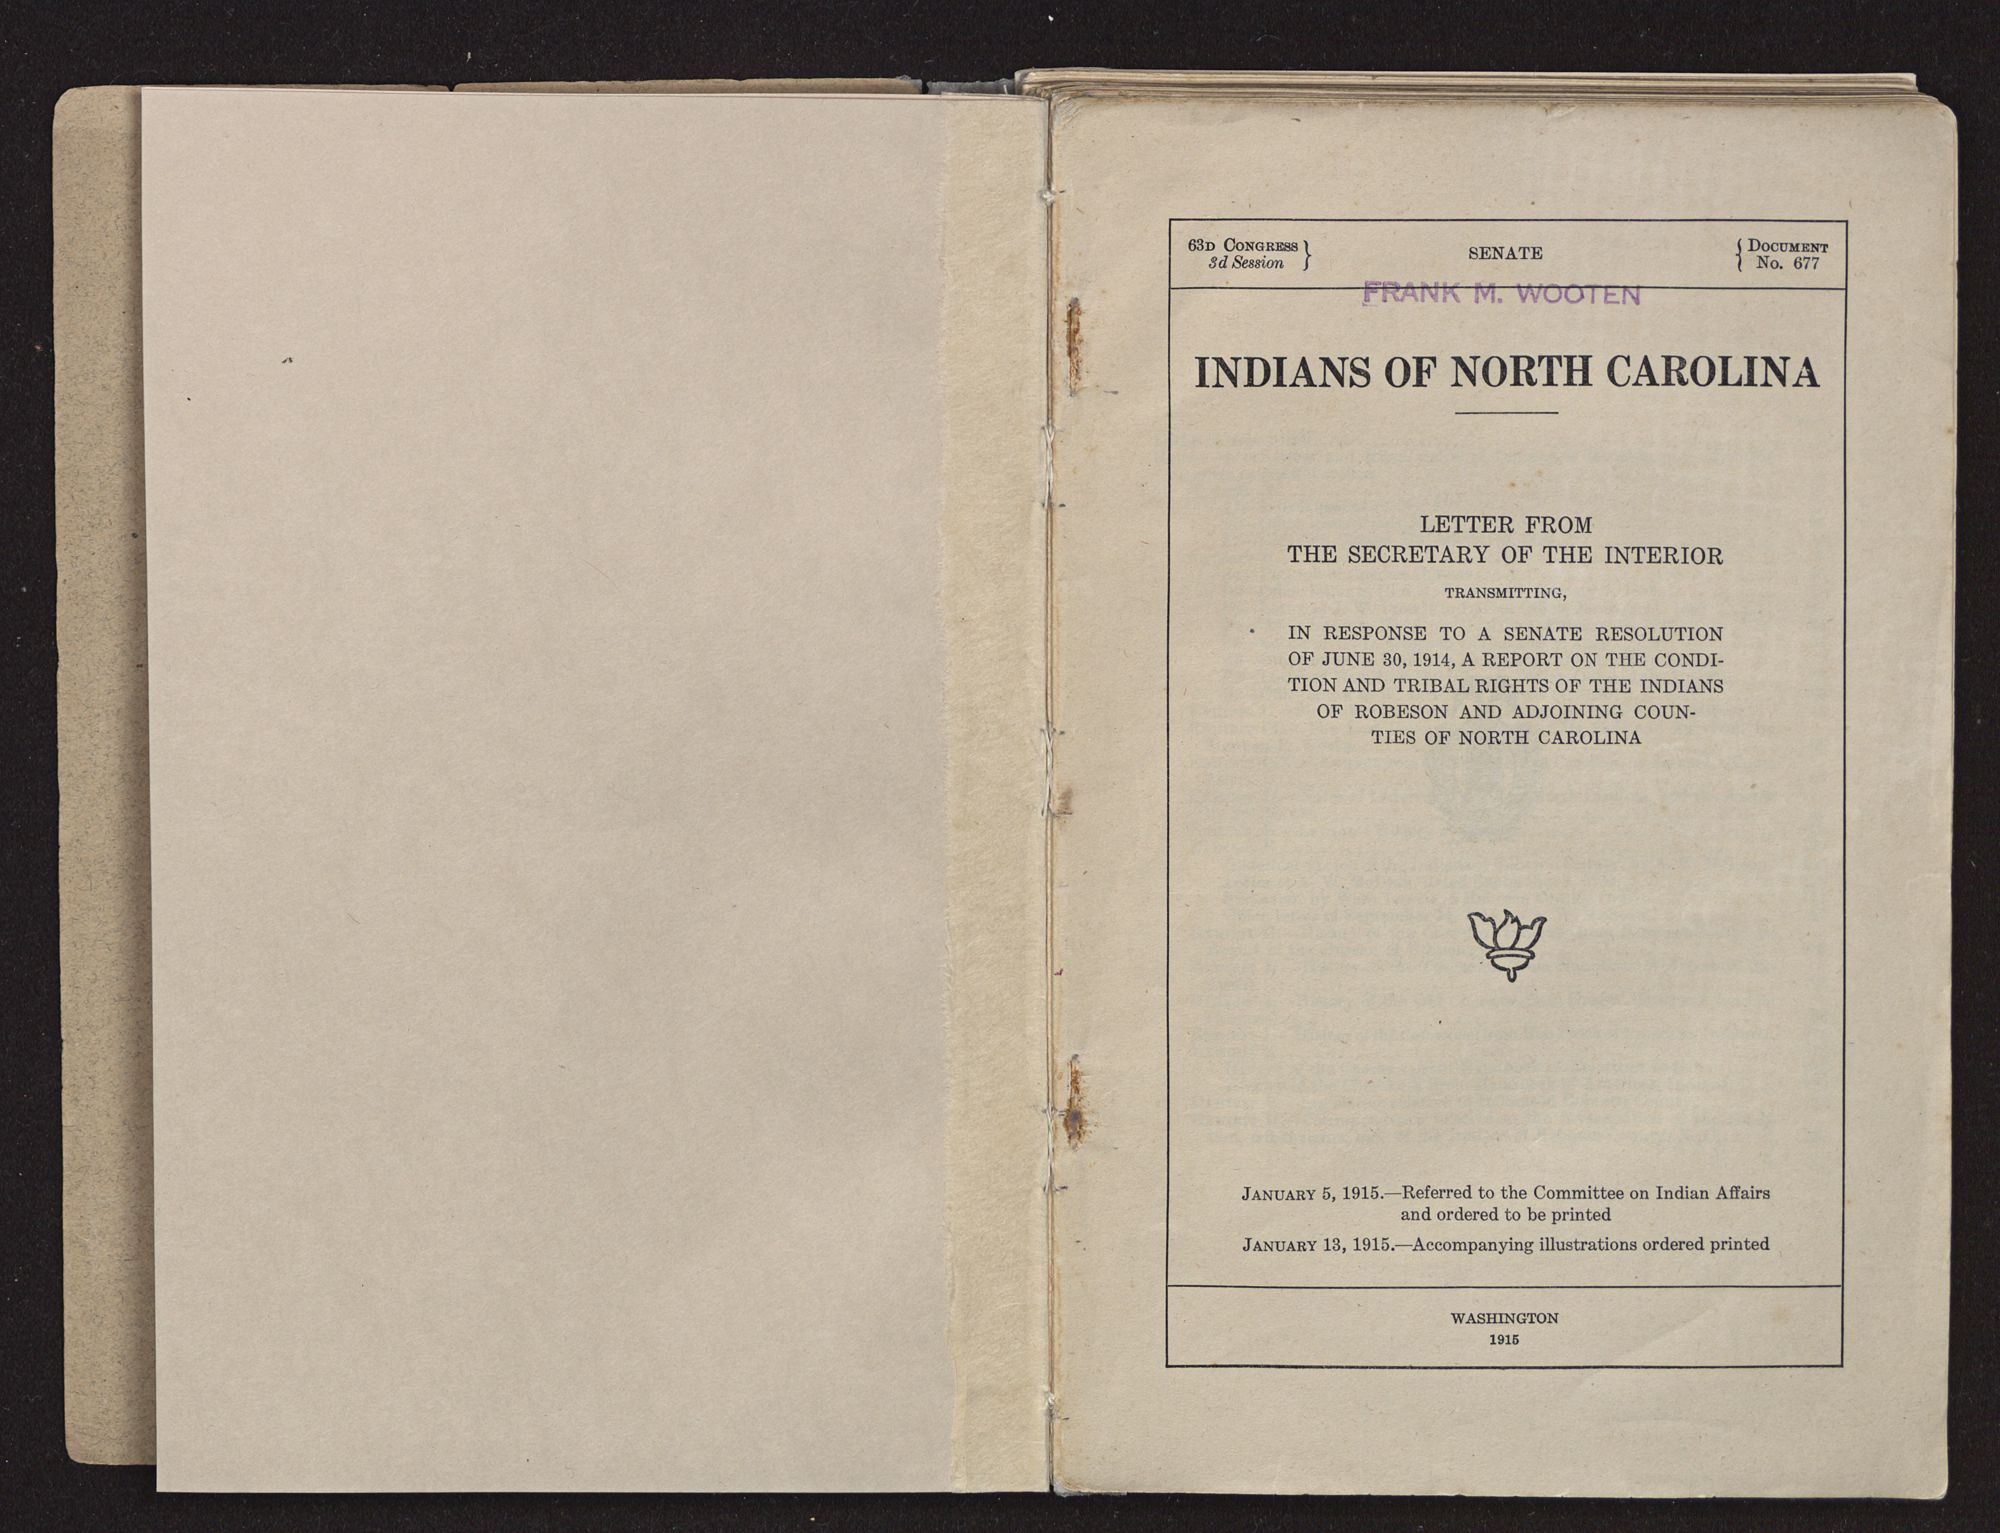 63D CONGRESS
3d Session
SENATE
DOCUMENT
No. 677
FRANK M. WOOTEN
INDIANS OF NORTH CAROLINA
LETTER FROM
THE SECRETARY OF THE INTERIOR
TRANSMITTING,
IN RESPONSE TO A SENATE RESOLUTION
OF JUNE 30, 1914, A REPORT ON THE CONDI-
TION AND TRIBAL RIGHTS OF THE INDIANS
OF ROBESON AND ADJOINING COUN-
TIES OF NORTH CAROLINA
JANUARY 5, 1915.—Referred to the Committee on Indian Affairs
and ordered to be printed
JANUARY 13, 1915.—Accompanying illustrations ordered printed
WASHINGTON
1915